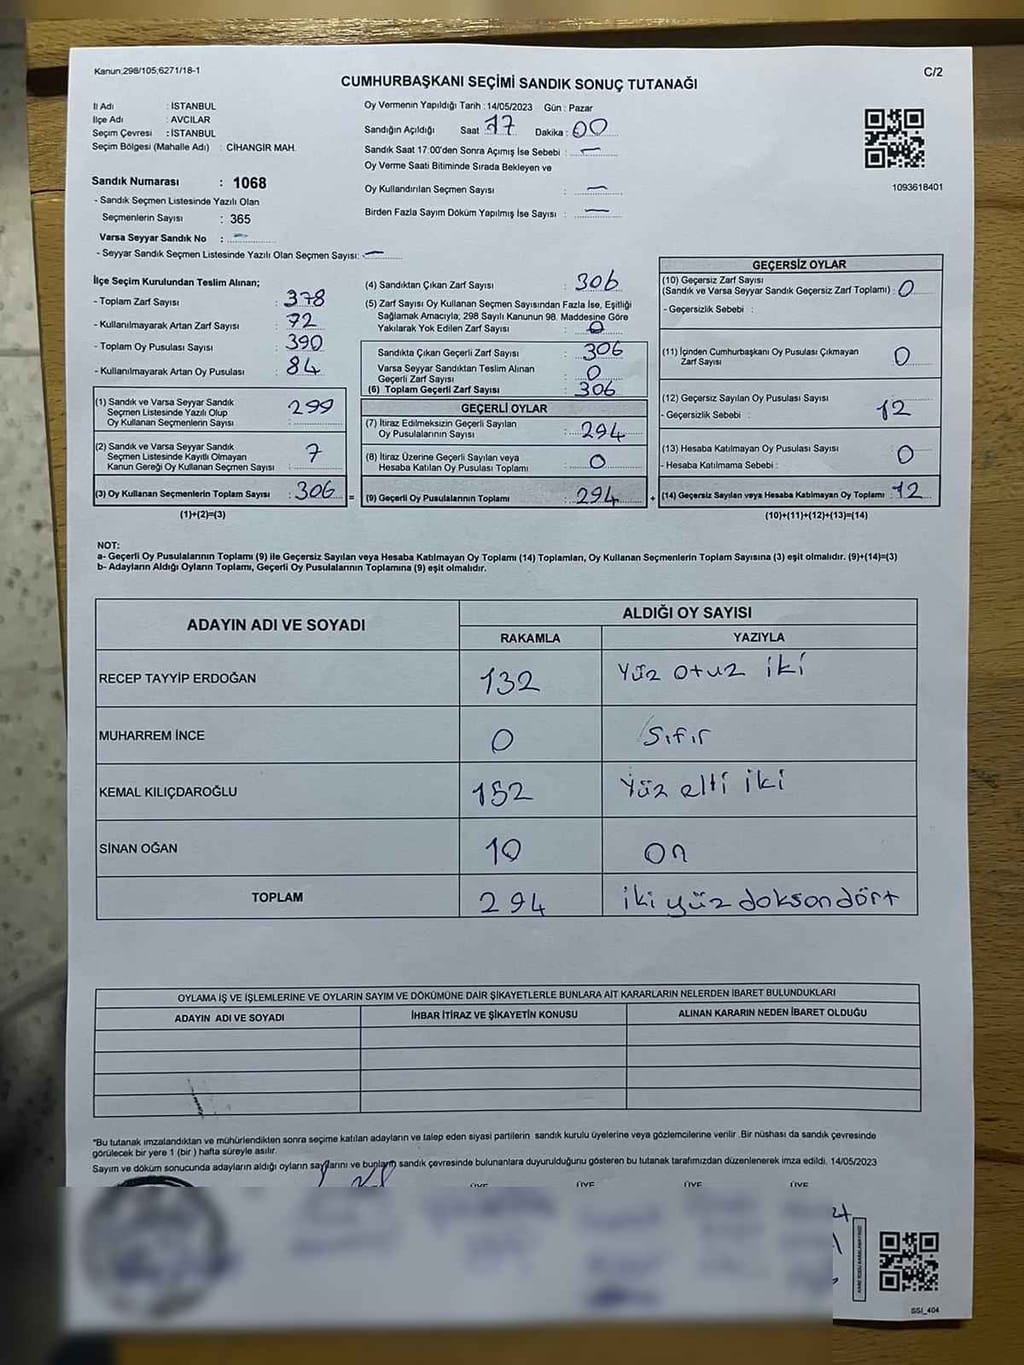 Kanun;298/105;6271/18-1
C/2
CUMHURBAŞKANI SEÇİMİ SANDIK SONUÇ TUTANAĞI
İl Adı : İSTANBUL
İlçe Adı : AVCILAR
Seçim Çevresi : İSTANBUL
Seçim Bölgesi (Mahalle Adı) : CİHANGİR MAH.
Sandık Numarası : 1068
- Sandık Seçmen Listesinde Yazılı Olan
Seçmenlerin Sayısı : 365
Varsa Seyyar Sandık No : -
- Seyyar Sandık Seçmen Listesinde Yazılı Olan Seçmen Sayısı: -
Oy Vermenin Yapıldığı Tarih : 14/05/2023 Gün : Pazar
Sandığın Açıldığı Saat 17 Dakika : 00
Sandık Saat 17:00'den Sonra Açımış İse Sebebi : -
Oy Verme Saati Bitiminde Sırada Bekleyen ve
Oy Kullandırılan Seçmen Sayısı : -
Birden Fazla Sayım Döküm Yapılmış İse Sayısı : -
1093618401
İlçe Seçim Kurulundan Teslim Alınan;
- Toplam Zarf Sayısı : 378
- Kullanılmayarak Artan Zarf Sayısı : 72
- Toplam Oy Pusulası Sayısı : 390
- Kullanılmayarak Artan Oy Pusulası : 84
(1) Sandık ve Varsa Seyyar Sandık
Seçmen Listesinde Yazılı Olup
Oy Kullanan Seçmenlerin Sayısı : 299
(2) Sandık ve Varsa Seyyar Sandık
Seçmen Listesinde Kayıtlı Olmayan
Kanun Gereği Oy Kullanan Seçmen Sayısı : 7
(3) Oy Kullanan Seçmenlerin Toplam Sayısı : 306 =
(1)+(2)=(3)
(4) Sandıktan Çıkan Zarf Sayısı : 306
(5) Zarf Sayısı Oy Kullanan Seçmen Sayısından Fazla İse, Eşitliği
Sağlamak Amacıyla; 298 Sayılı Kanunun 98. Maddesine Göre
Yakılarak Yok Edilen Zarf Sayısı : 0
Sandıkta Çıkan Geçerli Zarf Sayısı : 306
Varsa Seyyar Sandıktan Teslim Alınan
Geçerli Zarf Sayısı : 0
(6) Toplam Geçerli Zarf Sayısı : 306
GEÇERLİ OYLAR
(7) İtiraz Edilmeksizin Geçerli Sayılan
Oy Pusulalarının Sayısı : 294
(8) İtiraz Üzerine Geçerli Sayılan veya
Hesaba Katılan Oy Pusulası Toplamı : 0
(9) Geçerli Oy Pusulalarının Toplamı : 294 +
GEÇERSİZ OYLAR
(10) Geçersiz Zarf Sayısı
(Sandık ve Varsa Seyyar Sandık Geçersiz Zarf Toplamı) : 0
- Geçersizlik Sebebi :
(11) İçinden Cumhurbaşkanı Oy Pusulası Çıkmayan
Zarf Sayısı 0
(12) Geçersiz Sayılan Oy Pusulası Sayısı
- Geçersizlik Sebebi : 12
(13) Hesaba Katılmayan Oy Pusulası Sayısı
- Hesaba Katılmama Sebebi : 0
(14) Geçersiz Sayılan veya Hesaba Katılmayan Oy Toplamı : 12
(10)+(11)+(12)+(13)=(14)
NOT:
a- Geçerli Oy Pusulalarının Toplamı (9) ile Geçersiz Sayılan veya Hesaba Katılmayan Oy Toplamı (14) Toplamları, Oy Kullanan Seçmenlerin Toplam Sayısına (3) eşit olmalıdır. (9)+(14)=(3)
b- Adayların Aldığı Oyların Toplamı, Geçerli Oy Pusulalarının Toplamına (9) eşit olmalıdır.
ADAYIN ADI VE SOYADI
ALDIĞI OY SAYISI
RAKAMLA YAZIYLA
RECEP TAYYİP ERDOĞAN 132 Yüz otuz iki
MUHARREM İNCE 0 Sıfır
KEMAL KILIÇDAROĞLU 152 Yüz elli iki
SİNAN OĞAN 10 On
TOPLAM 294 iki yüz doksandört
OYLAMA İŞ VE İŞLEMLERİNE VE OYLARIN SAYIM VE DÖKÜMÜNE DAİR ŞİKAYETLERLE BUNLARA AİT KARARLARIN NELERDEN İBARET BULUNDUKLARI
ADAYIN ADI VE SOYADI İHBAR İTİRAZ VE ŞİKAYETİN KONUSU ALINAN KARARIN NEDEN İBARET OLDUĞU
*Bu tutanak imzalandıktan ve mühürlendikten sonra seçime katılan adayların ve talep eden siyasi partilerin sandık kurulu üyelerine veya gözlemcilerine verilir .Bir nüshası da sandık çevresinde
görülecek bir yere 1 (bir ) hafta süreyle asılır.
Sayım ve döküm sonucunda adayların aldığı oyların sayılarını ve bunların sandık çevresinde bulunanlara duyurulduğunu gösteren bu tutanak tarafımızdan düzenlenerek imza edildi. 14/05/2023
ÜYE ÜYE ÜYE ÜYE
SSI_404